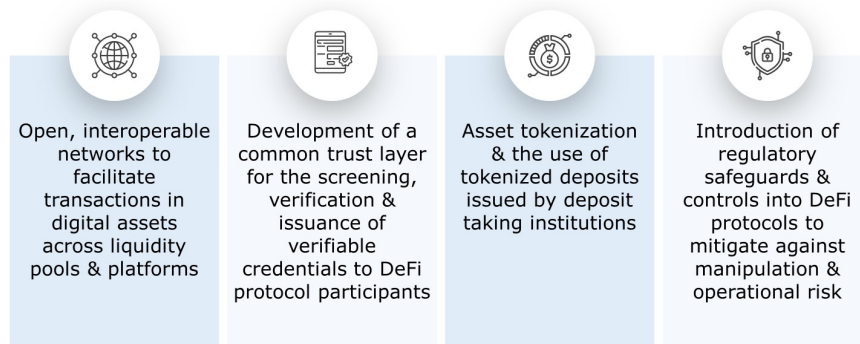 Open, interoperable
networks to
facilitate
transactions in
digital assets
across liquidity
pools & platforms
Development of a
common trust layer
for the screening,
verification &
issuance of
verifiable
credentials to DeFi
protocol participants
Asset tokenization
& the use of
tokenized deposits
issued by deposit
taking institutions
Introduction of
regulatory
safeguards &
controls into DeFi
protocols to
mitigate against
manipulation &
operational risk